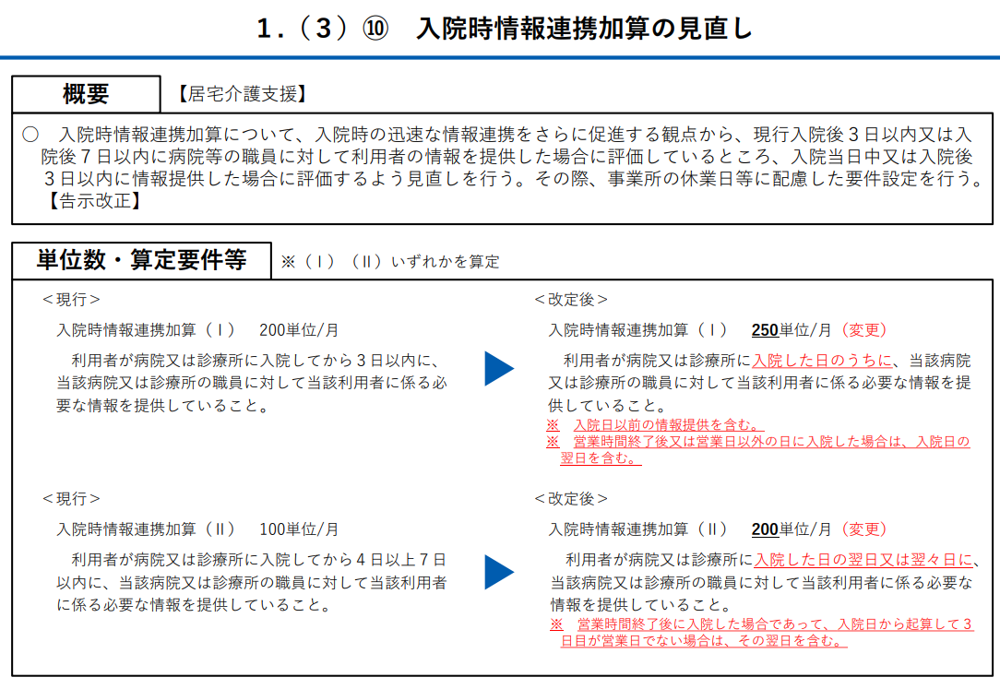 １.（３）⑩　入院時情報連携加算の見直し
概要
【居宅介護支援】
○　入院時情報連携加算について、入院時の迅速な情報連携をさらに促進する観点から、現行入院後３日以内又は入
院後７日以内に病院等の職員に対して利用者の情報を提供した場合に評価しているところ、入院当日中又は入院後
３日以内に情報提供した場合に評価するよう見直しを行う。その際、事業所の休業日等に配慮した要件設定を行う。
【告示改正】
単位数・算定要件等
※（Ⅰ）（Ⅱ）いずれかを算定
＜現行＞
入院時情報連携加算（Ⅰ）　200単位/月
利用者が病院又は診療所に入院してから３日以内に、
当該病院又は診療所の職員に対して当該利用者に係る必
要な情報を提供していること。
＜改定後＞
入院時情報連携加算（Ⅰ）　250単位/月（変更）
利用者が病院又は診療所に入院した日のうちに、当該病院
又は診療所の職員に対して当該利用者に係る必要な情報を提
供していること。
※　入院日以前の情報提供を含む。
※　営業時間終了後又は営業日以外の日に入院した場合は、入院日の
翌日を含む。
＜現行＞
入院時情報連携加算（Ⅱ）　100単位/月
利用者が病院又は診療所に入院してから４日以上７日
以内に、当該病院又は診療所の職員に対して当該利用者
に係る必要な情報を提供していること。
＜改定後＞
入院時情報連携加算（Ⅱ）　200単位/月（変更）
利用者が病院又は診療所に入院した日の翌日又は翌々日に、
当該病院又は診療所の職員に対して当該利用者に係る必要な
情報を提供していること。
※　営業時間終了後に入院した場合であって、入院日から起算して３
日目が営業日でない場合は、その翌日を含む。